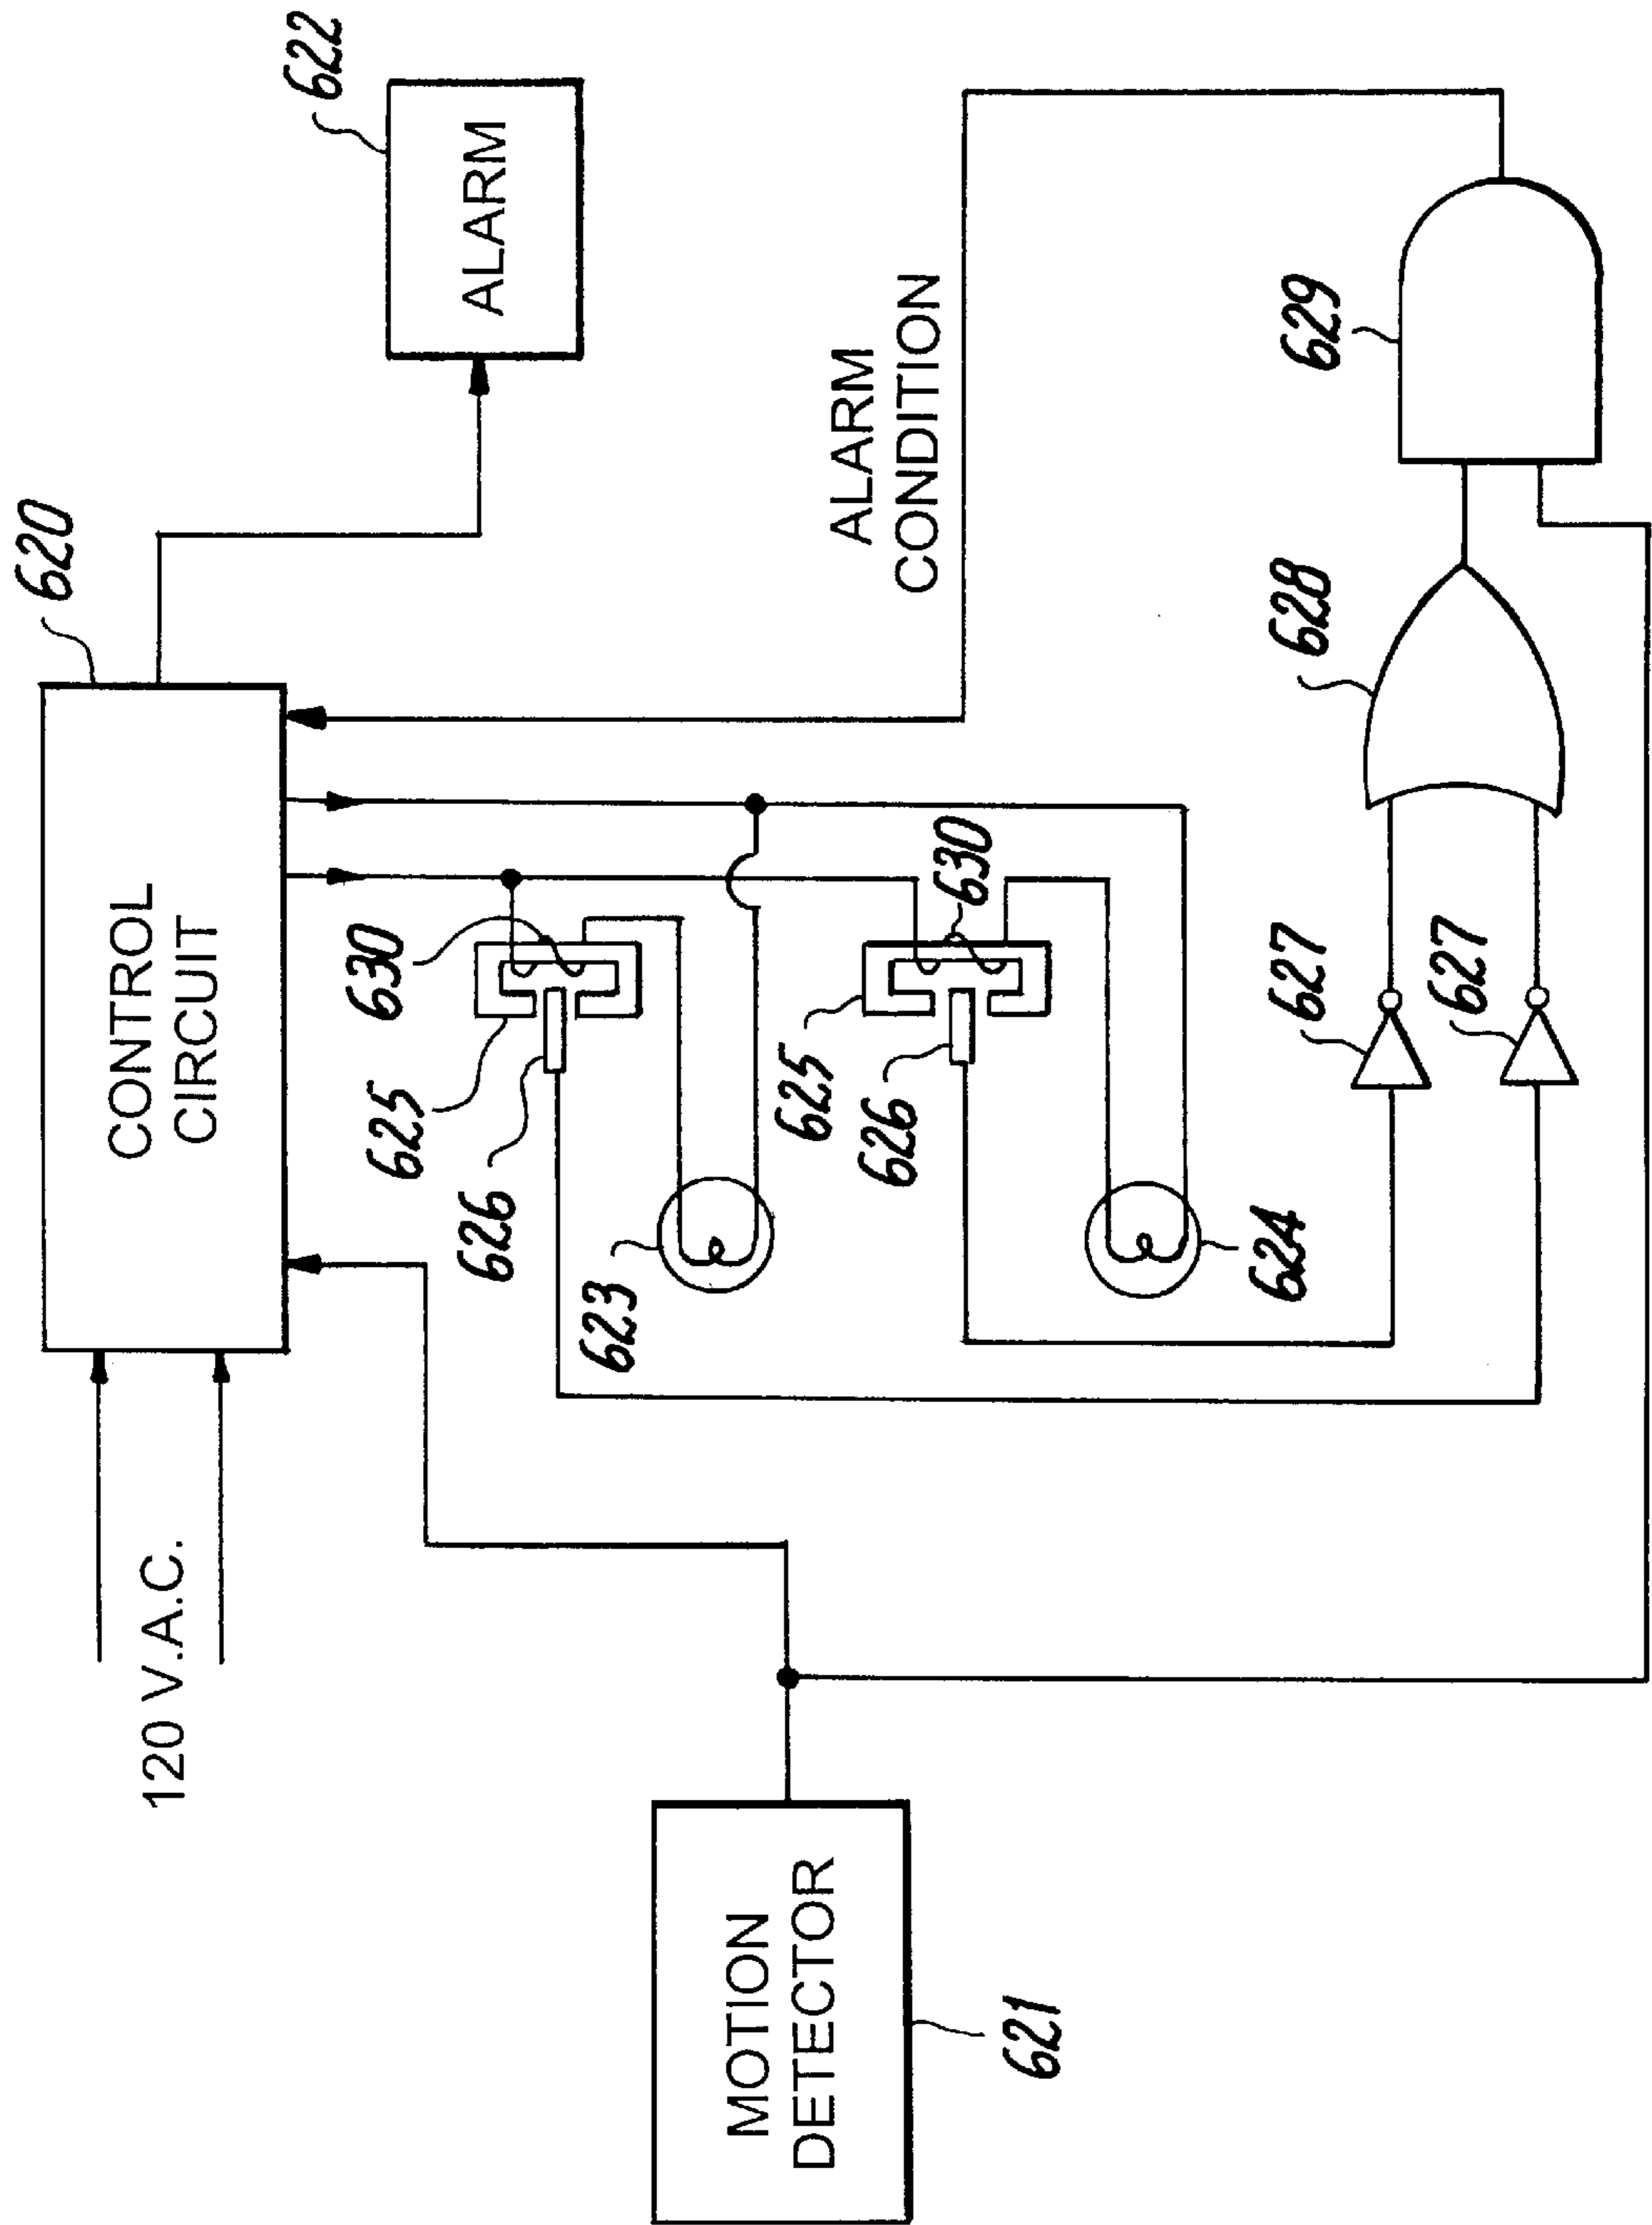 620
622
CONTROL
CIRCUIT
ALARM
120 V.A.C.
630
625
626
ALARM
CONDITION
623
630
625
626
MOTION
DETECTOR
624
629
628
627
627
621